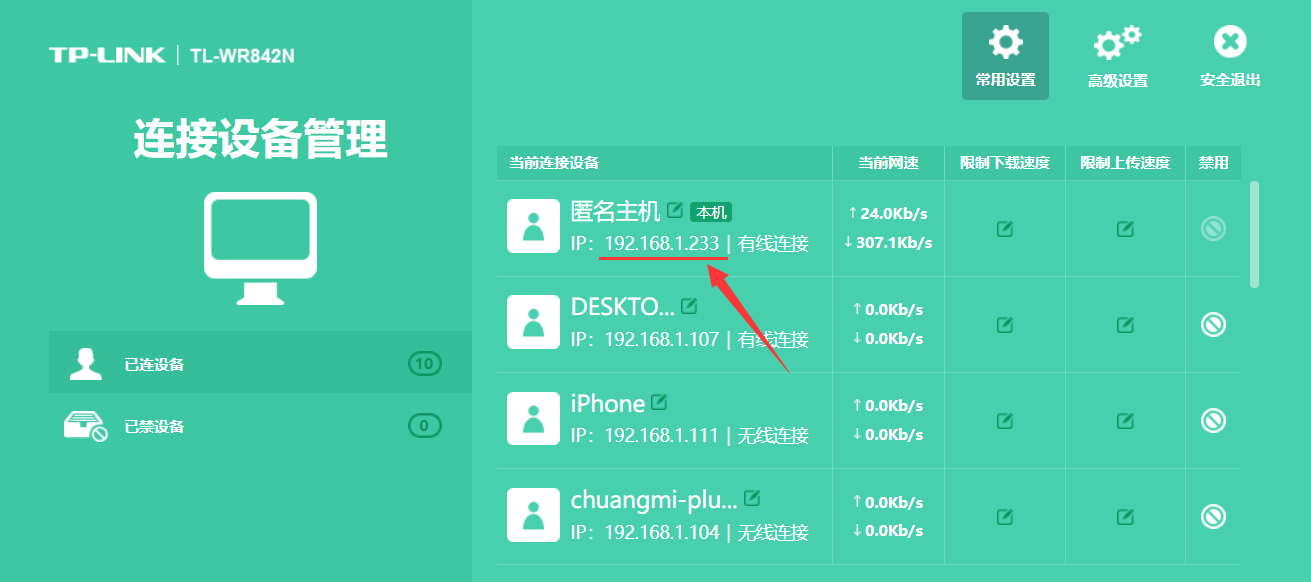 TP-LINK | TL-WR842N
常用设置
高级设置
安全退出
连接设备管理
已连设备 10
已禁设备 0
当前连接设备 当前网速 限制下载速度 限制上传速度 禁用
匿名主机 本机
IP：192.168.1.233 | 有线连接
↑ 24.0Kb/s
↓ 307.1Kb/s
DESKTO...
IP：192.168.1.107 | 有线连接
↑ 0.0Kb/s
↓ 0.0Kb/s
iPhone
IP：192.168.1.111 | 无线连接
↑ 0.0Kb/s
↓ 0.0Kb/s
chuangmi-plu...
IP：192.168.1.104 | 无线连接
↑ 0.0Kb/s
↓ 0.0Kb/s